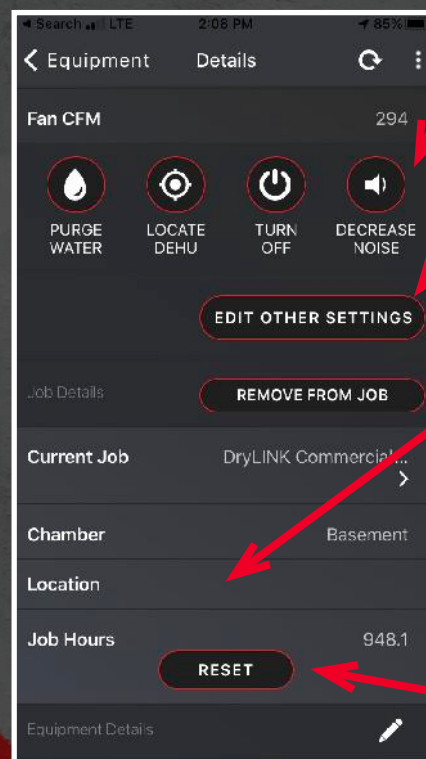 Search LTE 2:08 PM 85%
Equipment Details
Fan CFM 294
PURGE WATER LOCATE DEHU TURN OFF DECREASE NOISE
EDIT OTHER SETTINGS
Job Details REMOVE FROM JOB
Current Job DryLINK Commercial...
Chamber Basement
Location
Job Hours 948.1
RESET
Equipment Details